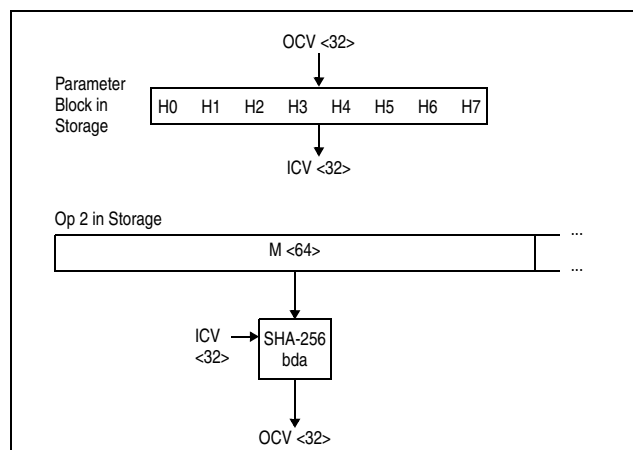 OCV <32>
Parameter
Block in
Storage
H0 H1 H2 H3 H4 H5 H6 H7
ICV <32>
Op 2 in Storage
M <64>
...
...
ICV
<32>
SHA-256
bda
OCV <32>